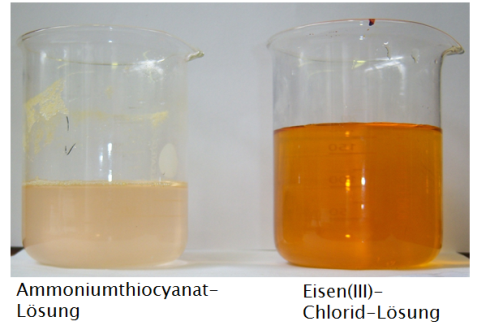 Ammoniumthiocyanat-
Lösung
Eisen(III)-
Chlorid-Lösung